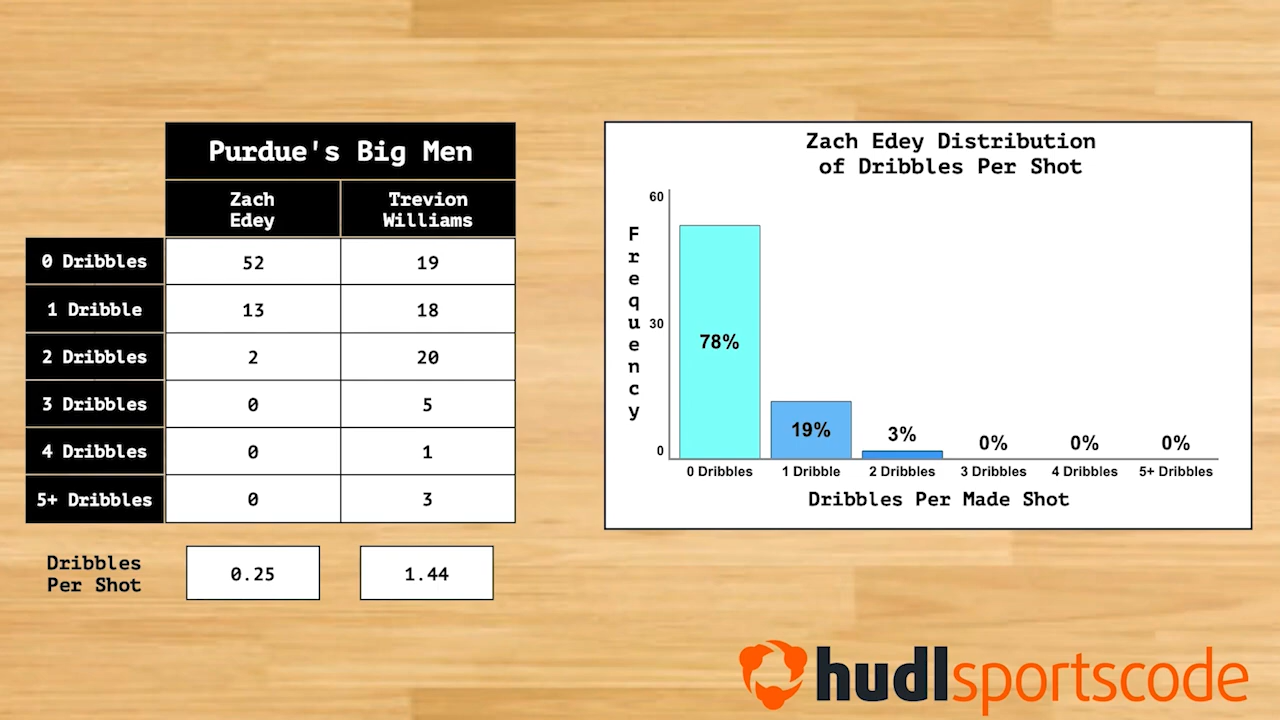 Purdue's Big Men
Zach
Edey
Trevion
Williams
0 Dribbles 52 19
1 Dribble 13 18
2 Dribbles 2 20
3 Dribbles 0 5
4 Dribbles 0 1
5+ Dribbles 0 3
Dribbles
Per Shot
0.25 1.44
Zach Edey Distribution
of Dribbles Per Shot
Frequency
60
30
0
78%
19%
3%
0%
0%
0%
0 Dribbles 1 Dribble 2 Dribbles 3 Dribbles 4 Dribbles 5+ Dribbles
Dribbles Per Made Shot
hudlsportscode